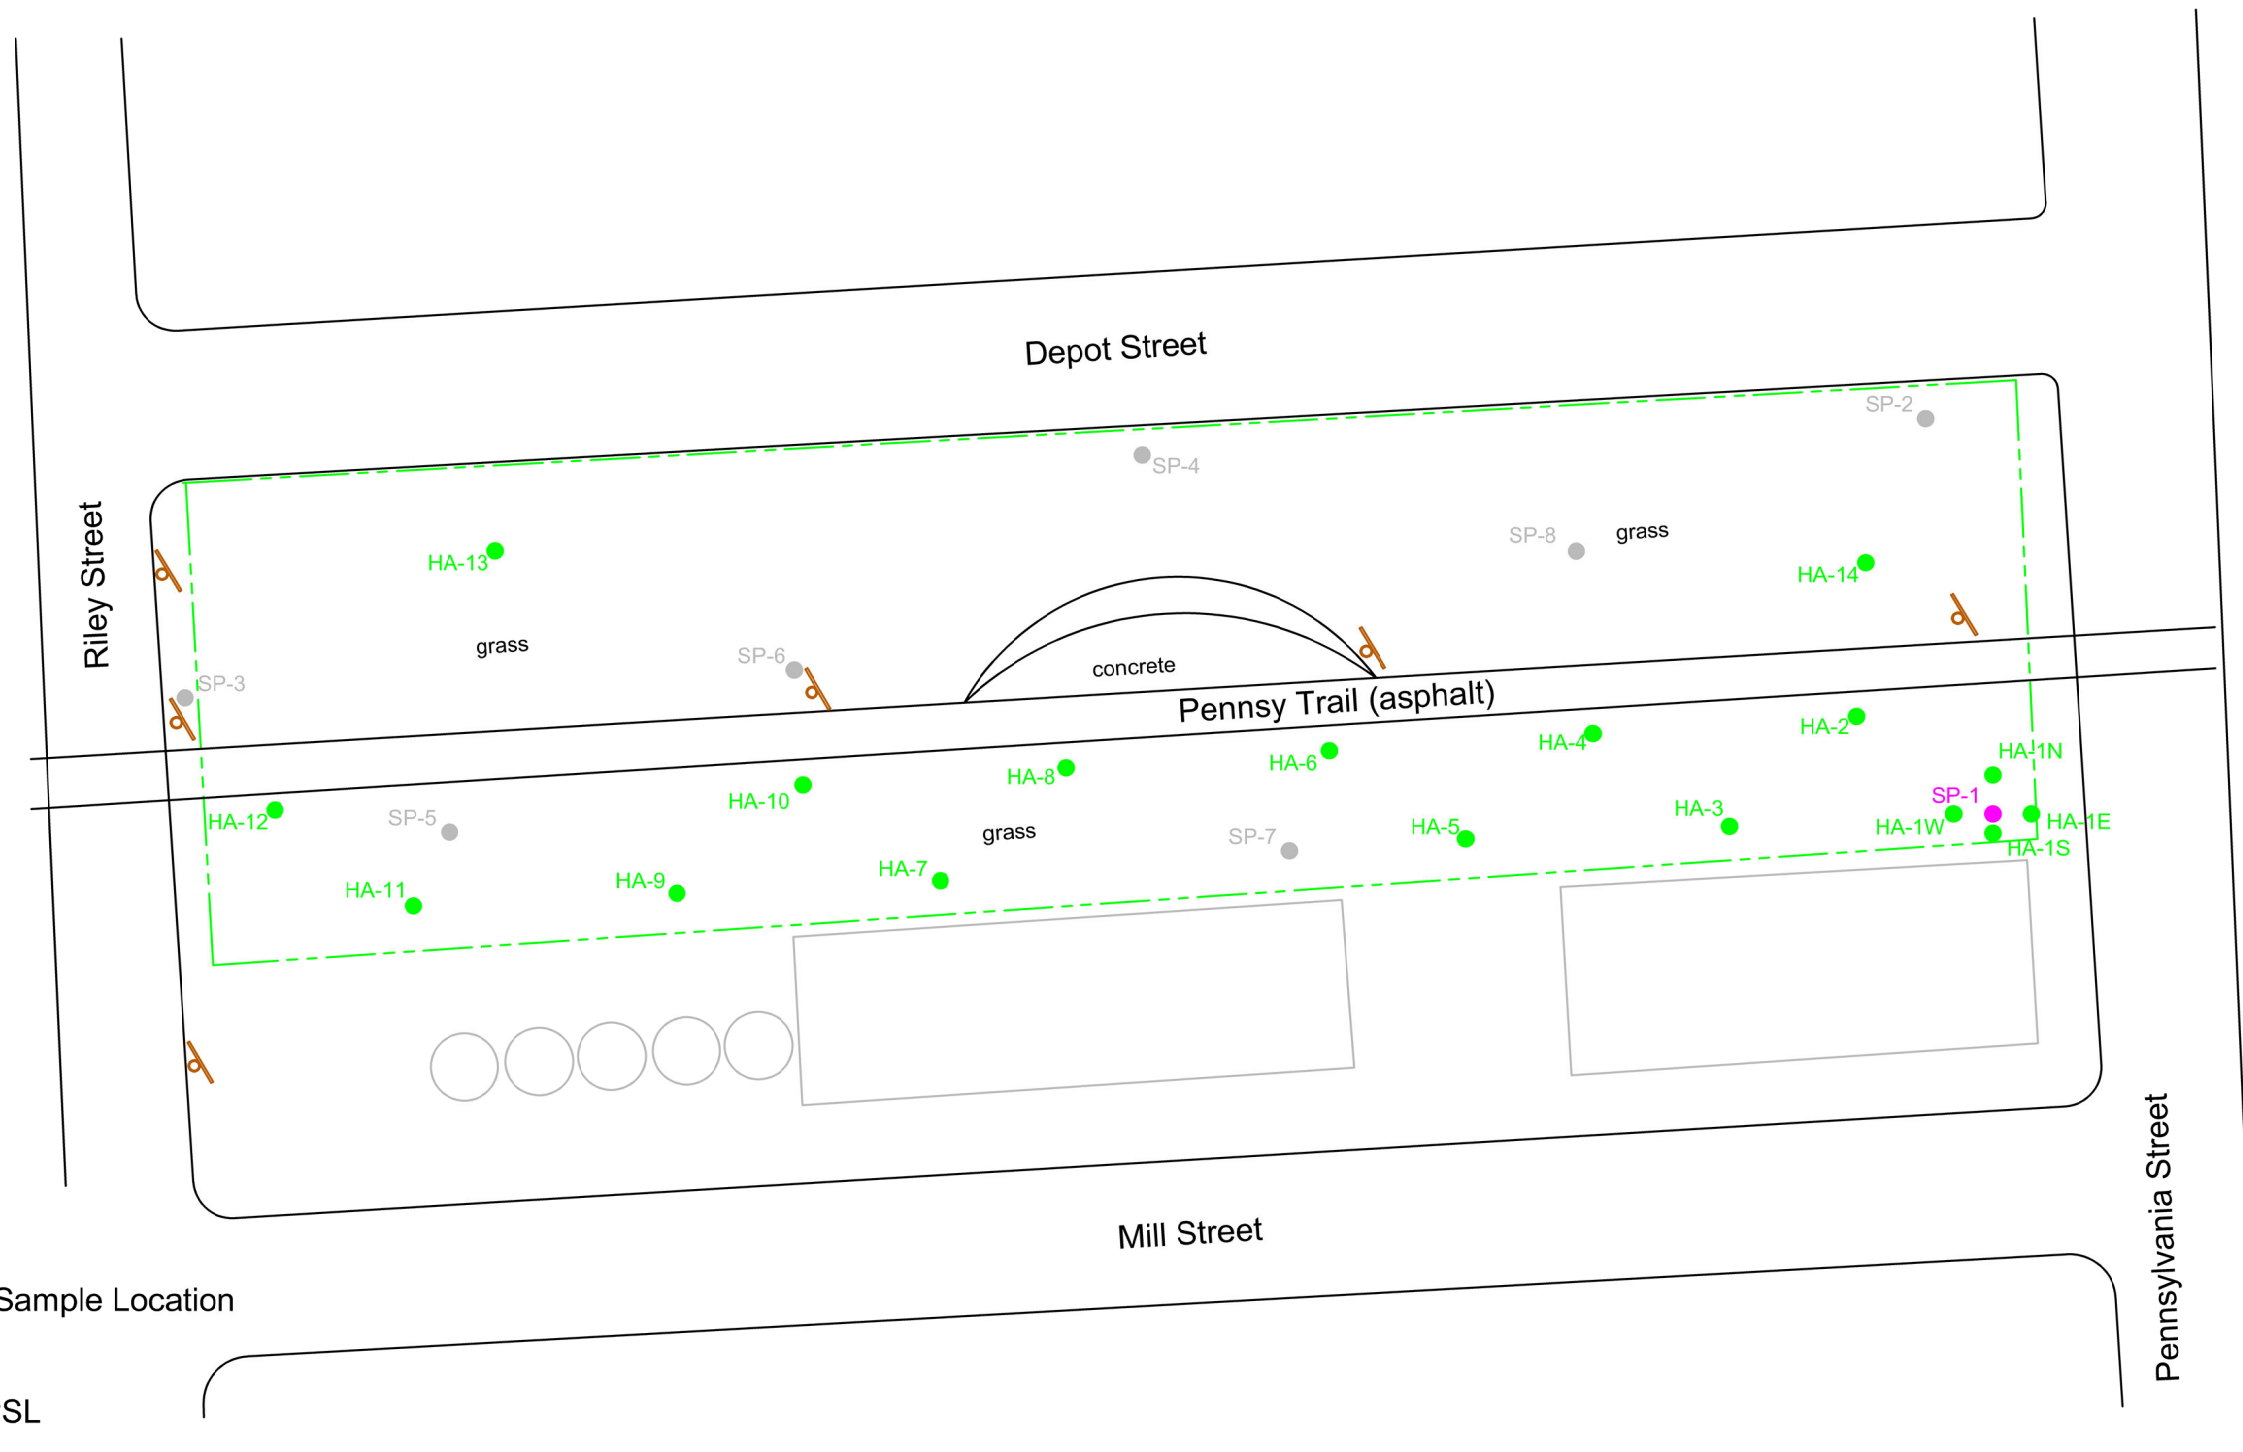 Depot Street
SP-2
SP-4
Riley Street
SP-8
grass
HA-13
HA-14
grass
SP-6
concrete
SP-3
Pennsy Trail (asphalt)
HA-2
HA-4
HA-1N
HA-6
HA-8
SP-1
HA-10
HA-3
HA-12
SP-5
HA-1E
HA-5
HA-1W
grass
SP-7
HA-1S
HA-7
HA-9
HA-11
Mill Street
Pennsylvania Street
Sample Location
SL